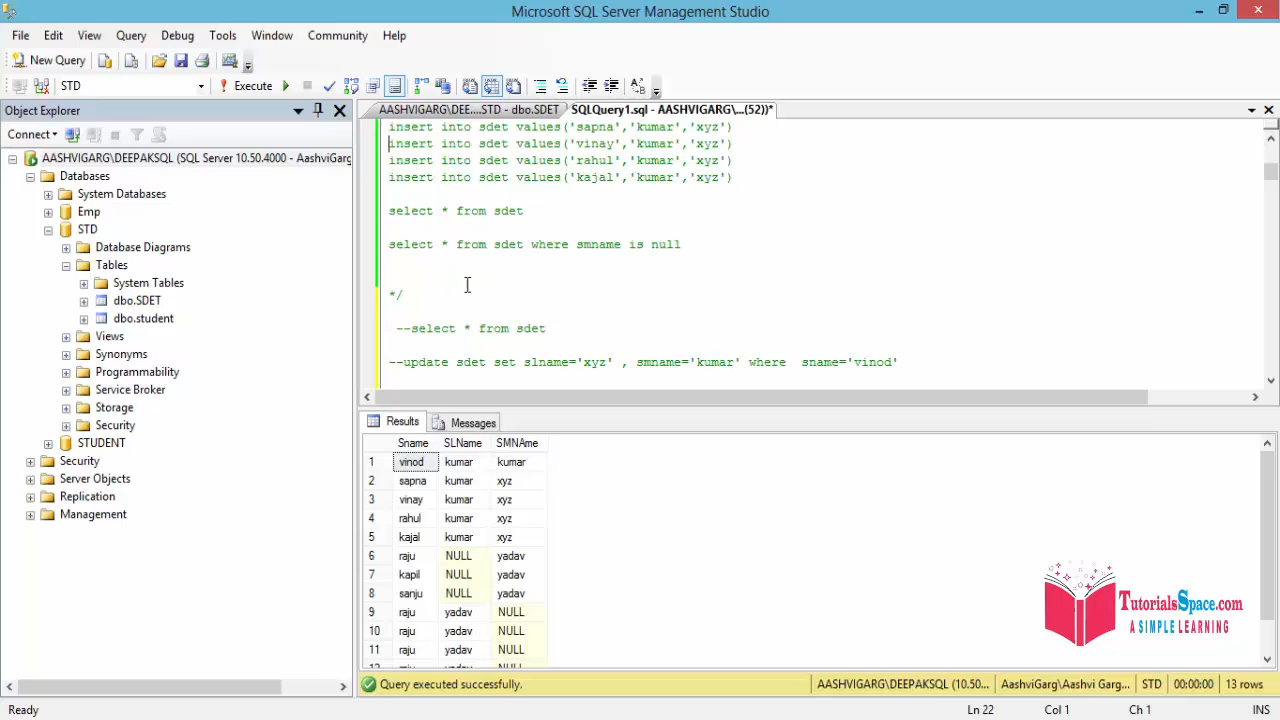 Microsoft SQL Server Management Studio
File Edit View Query Debug Tools Window Community Help
New Query
STD Execute
Object Explorer
AASHVIGARG\DEE....STD - dbo.SDET SQLQuery1.sql - AASHVIGARG\...(52))*
Connect
AASHVIGARG\DEEPAKSQL (SQL Server 10.50.4000 - AashviGarg
Databases
System Databases
Emp
STD
Database Diagrams
Tables
System Tables
dbo.SDET
dbo.student
Views
Synonyms
Programmability
Service Broker
Storage
Security
STUDENT
Security
Server Objects
Replication
Management
insert into sdet values('sapna','kumar','xyz')
insert into sdet values('vinay','kumar','xyz')
insert into sdet values('rahul','kumar','xyz')
insert into sdet values('kajal','kumar','xyz')
select * from sdet
select * from sdet where smname is null
*/
--select * from sdet
--update sdet set slname='xyz' , smname='kumar' where sname='vinod'
Results Messages
Sname SLName SMNAme
1 vinod kumar kumar
2 sapna kumar xyz
3 vinay kumar xyz
4 rahul kumar xyz
5 kajal kumar xyz
6 raju NULL yadav
7 kapil NULL yadav
8 sanju NULL yadav
9 raju yadav NULL
10 raju yadav NULL
11 raju yadav NULL
TutorialsSpace.com
A SIMPLE LEARNING
Query executed successfully. AASHVIGARG\DEEPAKSQL (10.50... AashviGarg\Aashvi Garg... STD 00:00:00 13 rows
Ready Ln 22 Col 1 Ch 1 INS